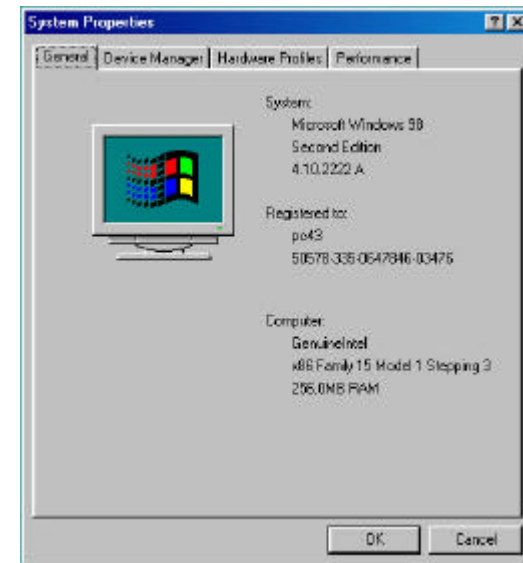 System Properties
General Device Manager Hardware Profiles Performance
System:
Microsoft Windows 98
Second Edition
4.10.2222 A
Registered to:
pc43
50578-335-0647846-03476
Computer:
GenuineIntel
x86 Family 15 Model 1 Stepping 3
256.0MB RAM
OK Cancel